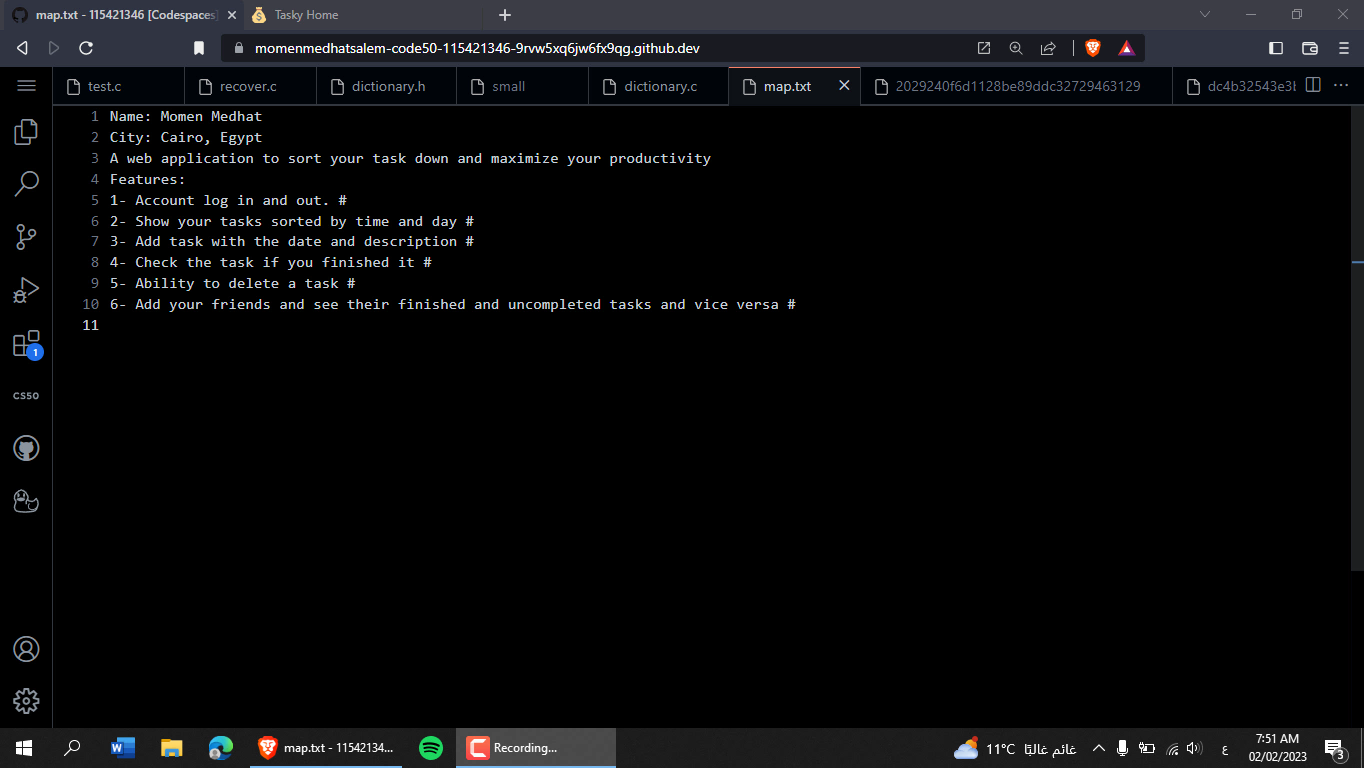 map.txt - 115421346 [Codespaces]
Tasky Home
momenmedhatsalem-code50-115421346-9rvw5xq6jw6fx9qg.github.dev
test.c
recover.c
dictionary.h
small
dictionary.c
map.txt
2029240f6d1128be89ddc32729463129
dc4b32543e3b
1 Name: Momen Medhat
2 City: Cairo, Egypt
3 A web application to sort your task down and maximize your productivity
4 Features:
5 1- Account log in and out. #
6 2- Show your tasks sorted by time and day #
7 3- Add task with the date and description #
8 4- Check the task if you finished it #
9 5- Ability to delete a task #
10 6- Add your friends and see their finished and uncompleted tasks and vice versa #
11
1
CS50
map.txt - 11542134...
Recording...
11°C غائم غالبًا
ع
7:51 AM
02/02/2023
3